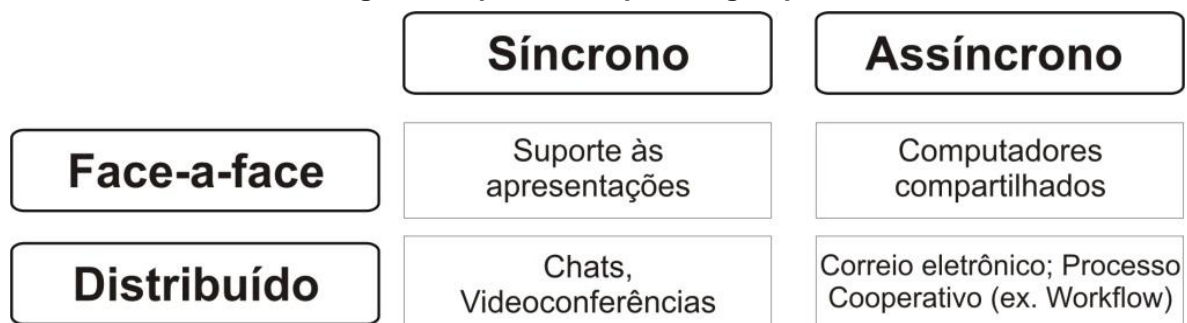 Síncrono
Assíncrono
Face-a-face
Suporte às
apresentações
Computadores
compartilhados
Distribuído
Chats,
Videoconferências
Correio eletrônico; Processo
Cooperativo (ex. Workflow)